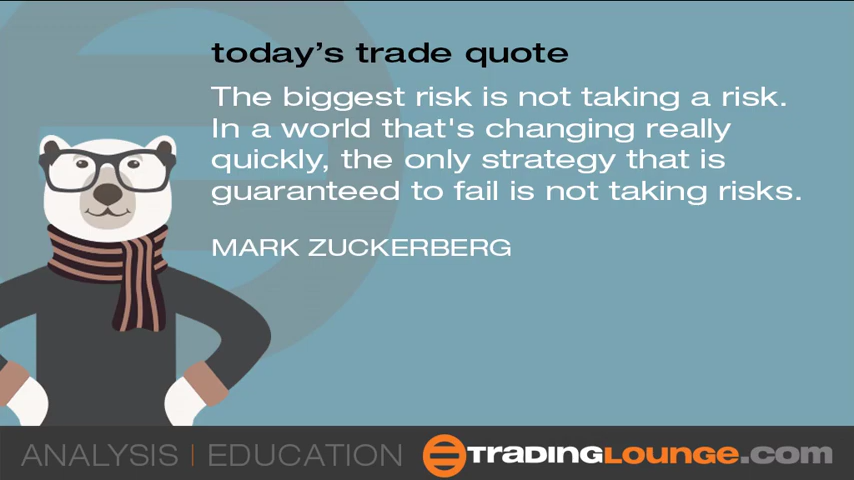 today’s trade quote
The biggest risk is not taking a risk.
In a world that's changing really
quickly, the only strategy that is
guaranteed to fail is not taking risks.
MARK ZUCKERBERG
ANALYSIS | EDUCATION TRADINGLOUNGE.com